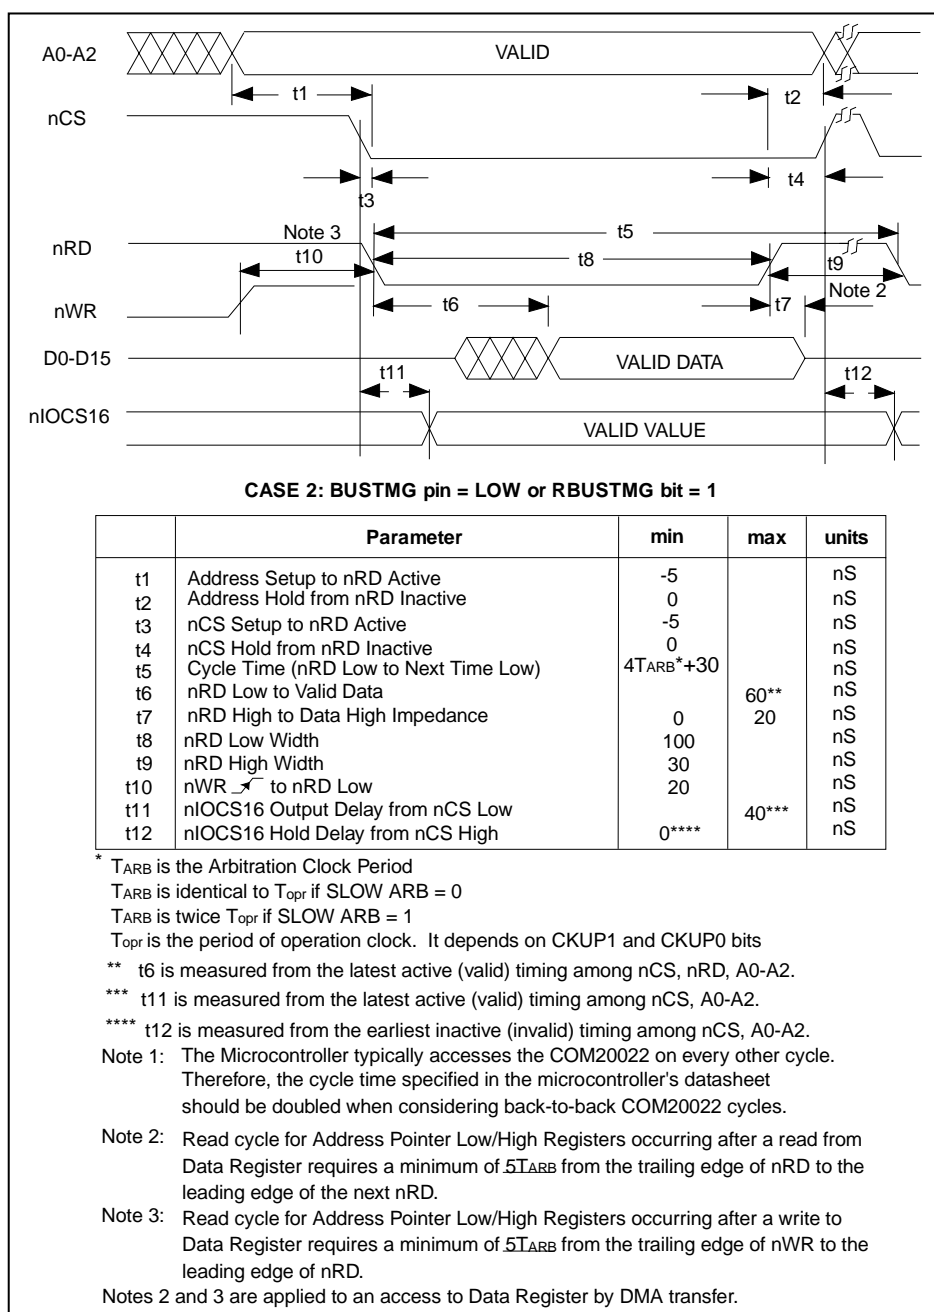 A0-A2 VALID
t1 t2
nCS
t3 t4
nRD Note 3 t5
t10 t8 t9
nWR t6 t7 Note 2
D0-D15 VALID DATA
t11 t12
nIOCS16 VALID VALUE
CASE 2: BUSTMG pin = LOW or RBUSTMG bit = 1
Parameter min max units
t1 Address Setup to nRD Active -5 nS
t2 Address Hold from nRD Inactive 0 nS
t3 nCS Setup to nRD Active -5 nS
t4 nCS Hold from nRD Inactive 0 nS
t5 Cycle Time (nRD Low to Next Time Low) 4TARB*+30 nS
t6 nRD Low to Valid Data 60** nS
t7 nRD High to Data High Impedance 0 20 nS
t8 nRD Low Width 100 nS
t9 nRD High Width 30 nS
t10 nWR to nRD Low 20 nS
t11 nIOCS16 Output Delay from nCS Low 40*** nS
t12 nIOCS16 Hold Delay from nCS High 0**** nS
* TARB is the Arbitration Clock Period
TARB is identical to Topr if SLOW ARB = 0
TARB is twice Topr if SLOW ARB = 1
Topr is the period of operation clock. It depends on CKUP1 and CKUP0 bits
** t6 is measured from the latest active (valid) timing among nCS, nRD, A0-A2.
*** t11 is measured from the latest active (valid) timing among nCS, A0-A2.
**** t12 is measured from the earliest inactive (invalid) timing among nCS, A0-A2.
Note 1: The Microcontroller typically accesses the COM20022 on every other cycle.
Therefore, the cycle time specified in the microcontroller's datasheet
should be doubled when considering back-to-back COM20022 cycles.
Note 2: Read cycle for Address Pointer Low/High Registers occurring after a read from
Data Register requires a minimum of 5TARB from the trailing edge of nRD to the
leading edge of the next nRD.
Note 3: Read cycle for Address Pointer Low/High Registers occurring after a write to
Data Register requires a minimum of 5TARB from the trailing edge of nWR to the
leading edge of nRD.
Notes 2 and 3 are applied to an access to Data Register by DMA transfer.